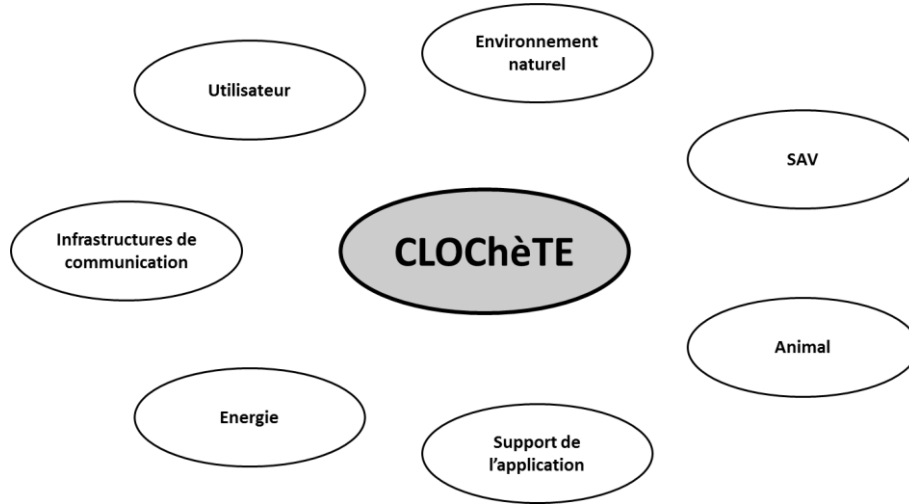 Environnement
naturel
Utilisateur
SAV
Infrastructures de
communication
CLOChèTE
Animal
Energie
Support de
l'application